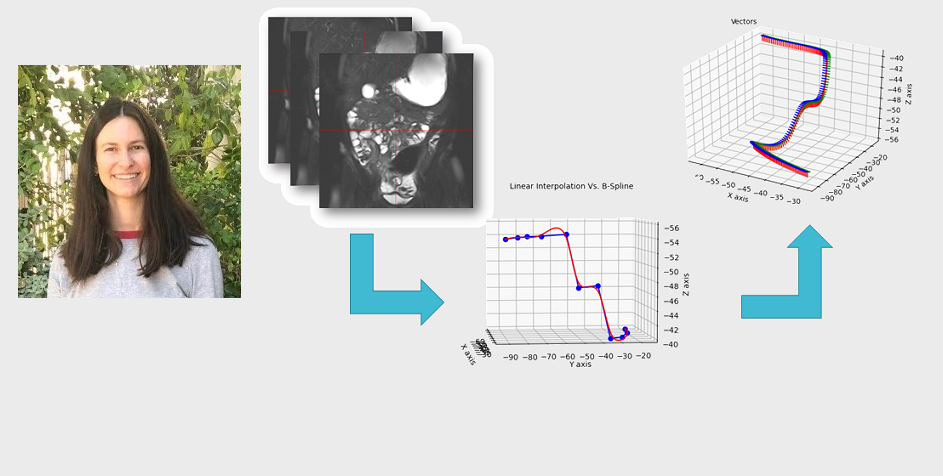 Vectors
−40
−42
−44
−46
−48
−50
−52
−54
−56
Z axis
−55 −50 −45 −40 −35 −30
X axis
−90 −80 −70 −60 −50 −30 −20
Y axis
Linear Interpolation Vs. B-Spline
−56
−54
−52
−50
−48
−46
−44
−42
−40
Z axis
X axis
−90 −80 −70 −60 −50 −40 −30 −20
Y axis